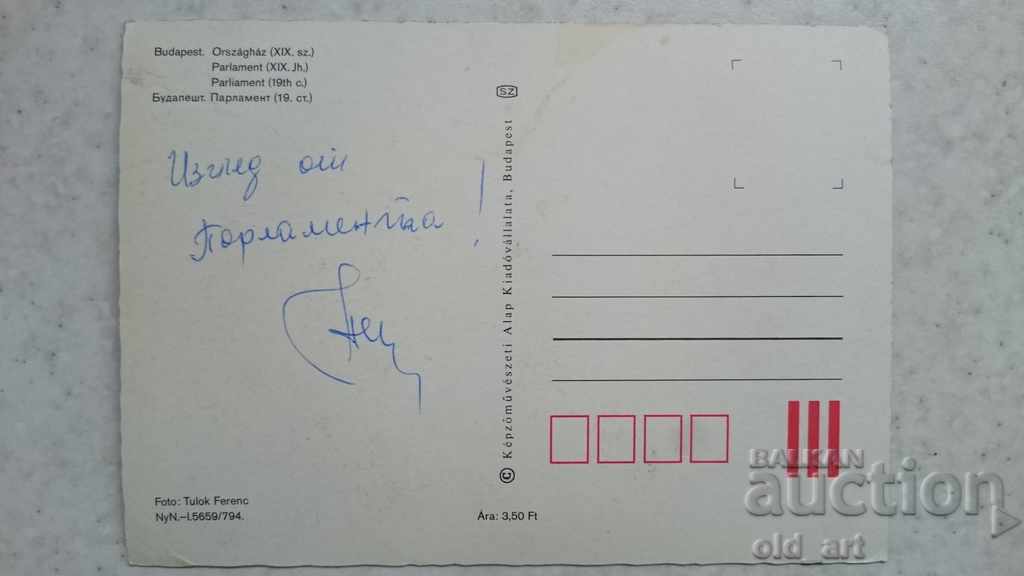 Budapest. Országház (XIX. sz.)
Parlament (XIX. Jh.)
Parliament (19th c.)
Будапешт. Парламент (19. ст.)
Изглед от
Парламентъа !
SZ
© Képzőművészeti Alap Kiadóvállalata, Budapest
Foto: Tulok Ferenc
NyN.–I.5659/794.
Ára: 3,50 Ft
BALKAN
auction
old_art